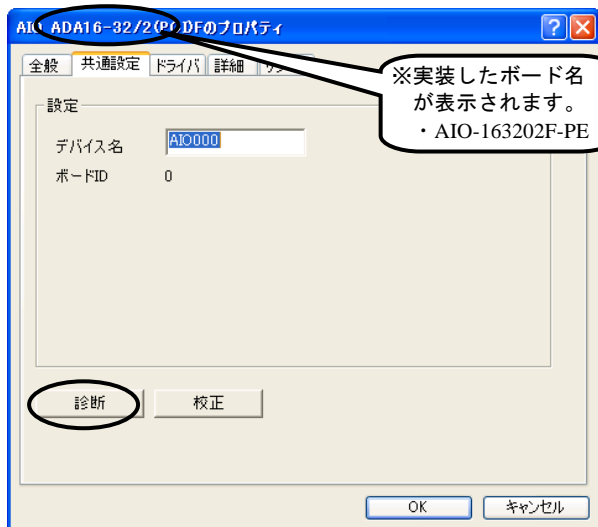 AIO ADA16-32/2(PCI)Fのプロパティ
全般 共通設定 ドライバ 詳細
※実装したボード名
が表示されます。
・AIO-163202F-PE
設定
デバイス名 AIO000
ボードID 0
診断 校正
OK キャンセル